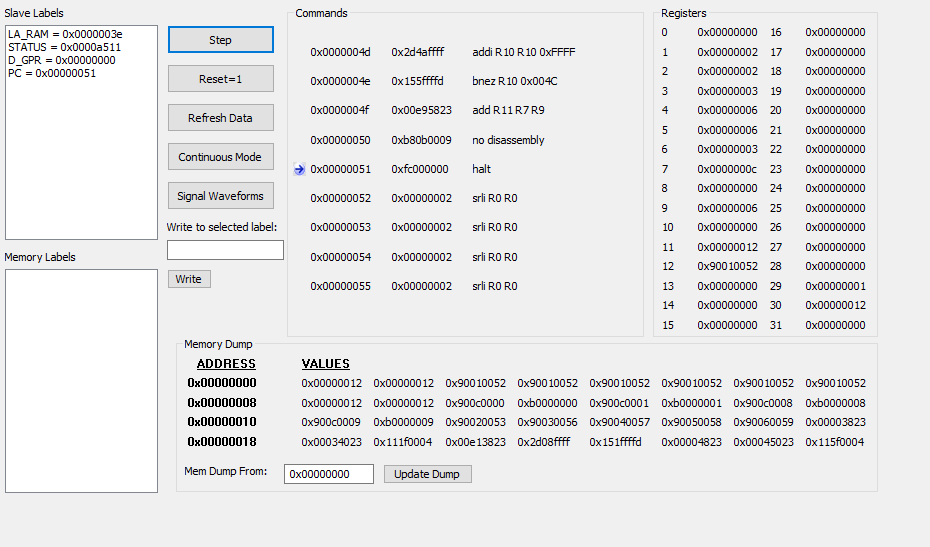 Slave Labels
LA_RAM = 0x0000003e
STATUS = 0x0000a511
D_GPR = 0x00000000
PC = 0x00000051
Memory Labels
Step
Reset=1
Refresh Data
Continuous Mode
Signal Waveforms
Write to selected label:
Write
Commands
0x0000004d 0x2d4affff addi R10 R10 0xFFFF
0x0000004e 0x155ffffd bnez R10 0x004C
0x0000004f 0x00e95823 add R11 R7 R9
0x00000050 0xb80b0009 no disassembly
0x00000051 0xfc000000 halt
0x00000052 0x00000002 srli R0 R0
0x00000053 0x00000002 srli R0 R0
0x00000054 0x00000002 srli R0 R0
0x00000055 0x00000002 srli R0 R0
Registers
0 0x00000000 16 0x00000000
1 0x00000002 17 0x00000000
2 0x00000002 18 0x00000000
3 0x00000003 19 0x00000000
4 0x00000006 20 0x00000000
5 0x00000006 21 0x00000000
6 0x00000003 22 0x00000000
7 0x0000000c 23 0x00000000
8 0x00000000 24 0x00000000
9 0x00000006 25 0x00000000
10 0x00000000 26 0x00000000
11 0x00000012 27 0x00000000
12 0x90010052 28 0x00000000
13 0x00000000 29 0x00000001
14 0x00000000 30 0x00000012
15 0x00000000 31 0x00000000
Memory Dump
ADDRESS VALUES
0x00000000 0x00000012 0x00000012 0x90010052 0x90010052 0x90010052 0x90010052 0x90010052 0x90010052
0x00000008 0x00000012 0x00000012 0x900c0000 0xb0000000 0x900c0001 0xb0000001 0x900c0008 0xb0000008
0x00000010 0x900c0009 0xb0000009 0x90020053 0x90030056 0x90040057 0x90050058 0x90060059 0x00003823
0x00000018 0x00034023 0x111f0004 0x00e13823 0x2d08ffff 0x151ffffd 0x00004823 0x00045023 0x115f0004
Mem Dump From: 0x00000000 Update Dump